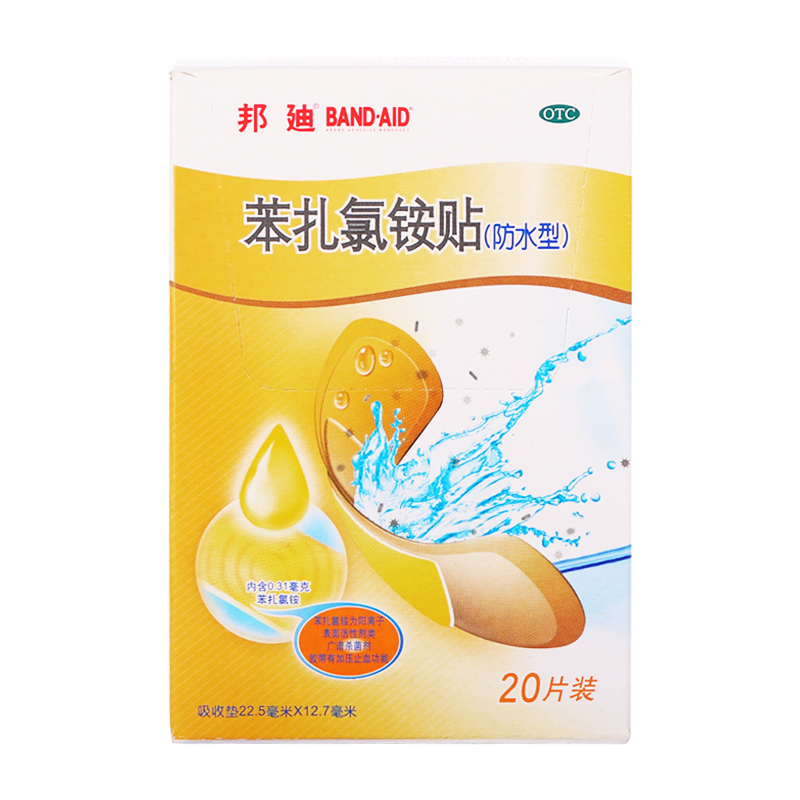 邦廸® BAND-AID®
OTC
苯扎氯铵贴(防水型)
内含0.31毫克
苯扎氯铵
苯扎氯铵为阳离子
表面活性剂类
广谱杀菌剂
胶带有加压止血功能
20片装
吸收垫22.5毫米X12.7毫米